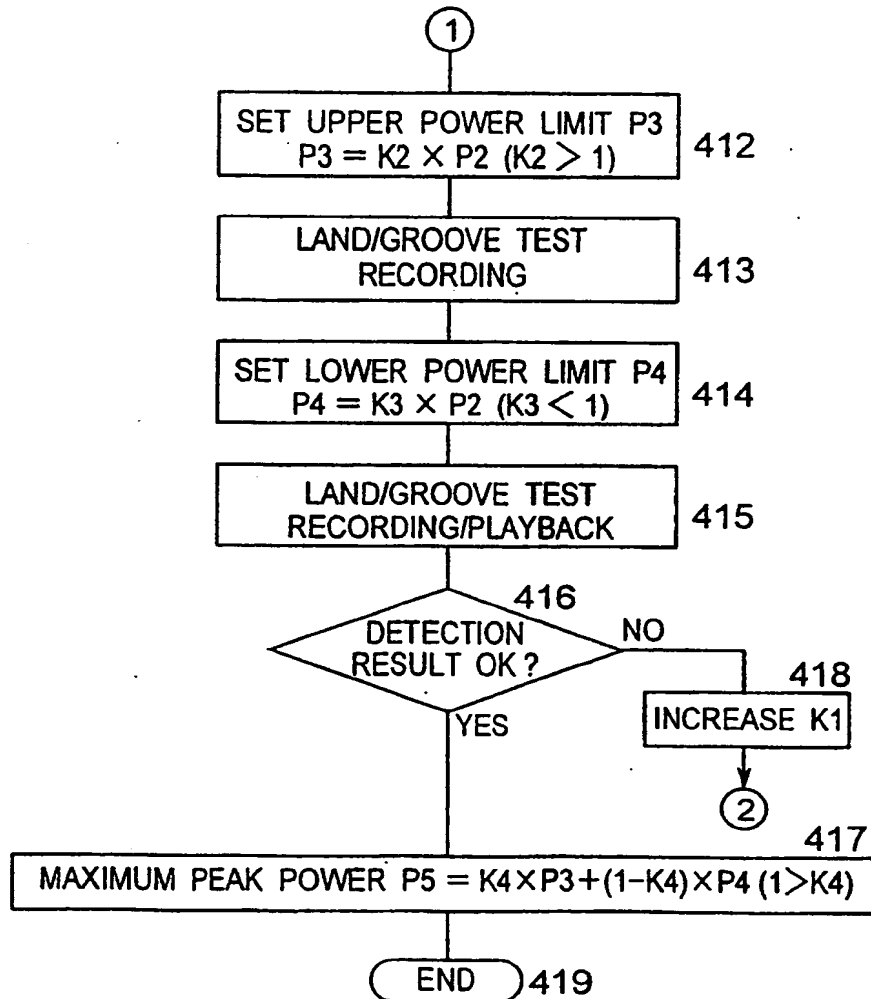 1
SET UPPER POWER LIMIT P3
P3 = K2 × P2 (K2 > 1)
412
LAND/GROOVE TEST
RECORDING
413
SET LOWER POWER LIMIT P4
P4 = K3 × P2 (K3 < 1)
414
LAND/GROOVE TEST
RECORDING/PLAYBACK
415
416
DETECTION
RESULT OK?
NO
YES
418
INCREASE K1
2
417
MAXIMUM PEAK POWER P5 = K4×P3+(1-K4)×P4 (1>K4)
END
419